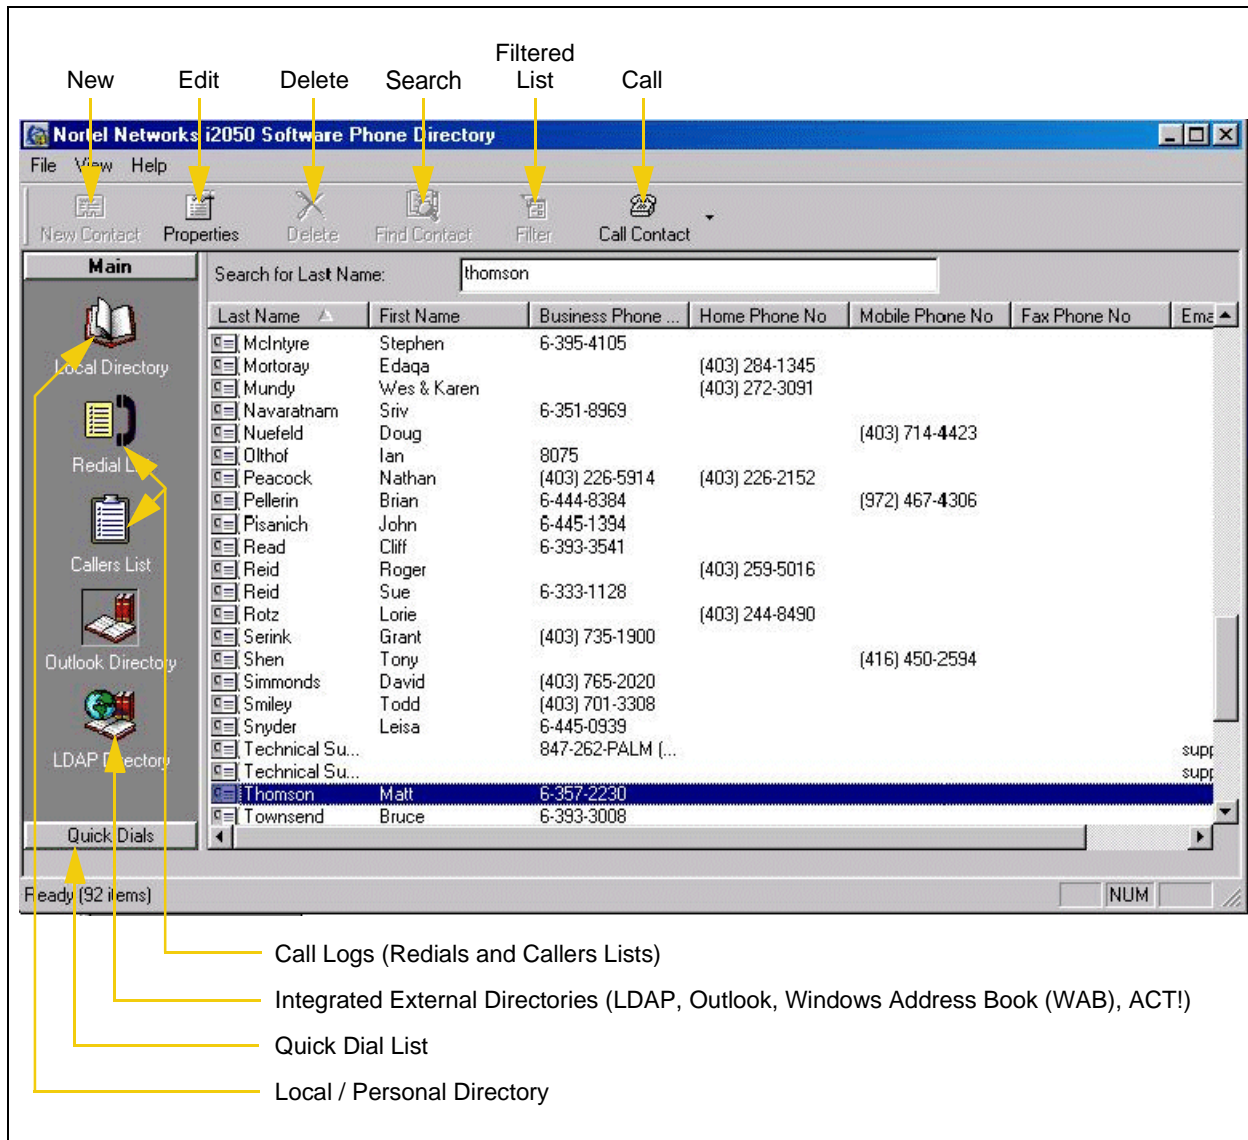 Filtered
New Edit Delete Search List Call
Nortel Networks i2050 Software Phone Directory
File View Help
New Contact Properties Delete Find Contact Filter Call Contact
Main
Search for Last Name: thomson
Last Name First Name Business Phone ... Home Phone No Mobile Phone No Fax Phone No Ema
McIntyre Stephen 6-395-4105
Mortoray Edaqa (403) 284-1345
Mundy Wes & Karen (403) 272-3091
Navaratnam Sriv 6-351-8969
Nuefeld Doug (403) 714-4423
Olthof Ian 8075
Peacock Nathan (403) 226-5914 (403) 226-2152
Pellerin Brian 6-444-8384 (972) 467-4306
Pisanich John 6-445-1394
Read Cliff 6-393-3541
Reid Roger (403) 259-5016
Reid Sue 6-333-1128
Rotz Lorie (403) 244-8490
Serink Grant (403) 735-1900
Shen Tony (416) 450-2594
Simmonds David (403) 765-2020
Smiley Todd (403) 701-3308
Snyder Leisa 6-445-0939
Technical Su... 847-262-PALM (... supp
Technical Su... supp
Thomson Matt 6-357-2230
Townsend Bruce 6-393-3008
Local Directory
Redial List
Callers List
Outlook Directory
LDAP Directory
Quick Dials
Ready (92 items) NUM
Call Logs (Redials and Callers Lists)
Integrated External Directories (LDAP, Outlook, Windows Address Book (WAB), ACT!)
Quick Dial List
Local / Personal Directory